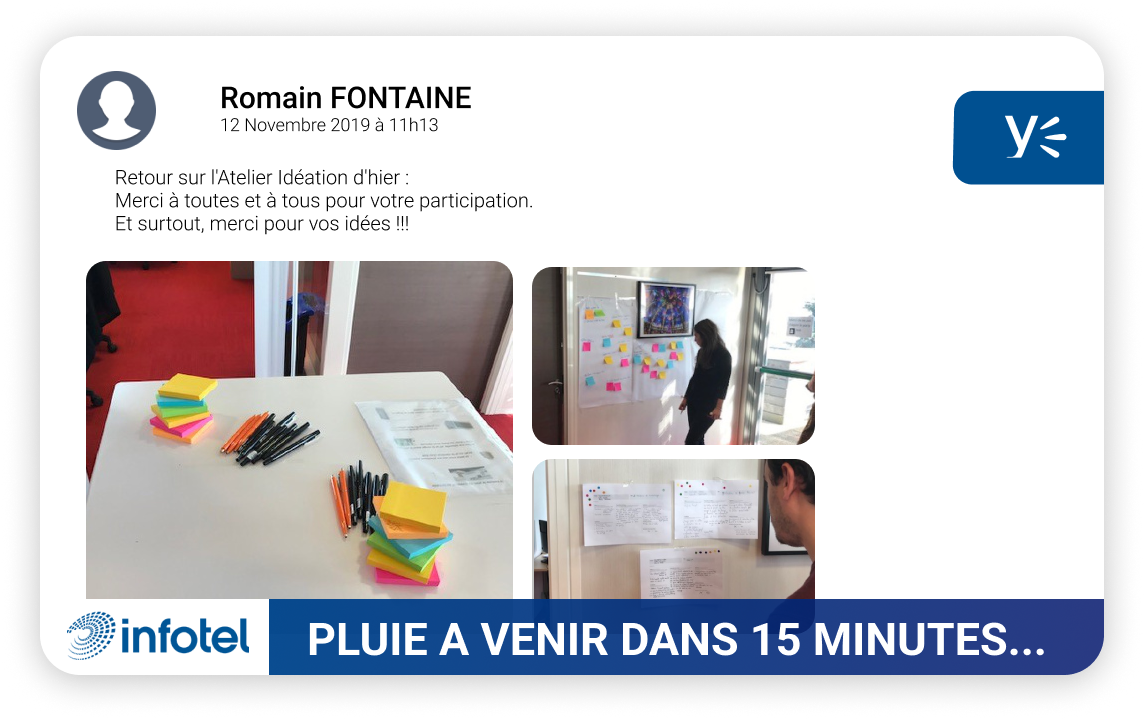 Romain FONTAINE
12 Novembre 2019 à 11h13
Retour sur l'Atelier Idéation d'hier :
Merci à toutes et à tous pour votre participation.
Et surtout, merci pour vos idées !!!
infotel
PLUIE A VENIR DANS 15 MINUTES...